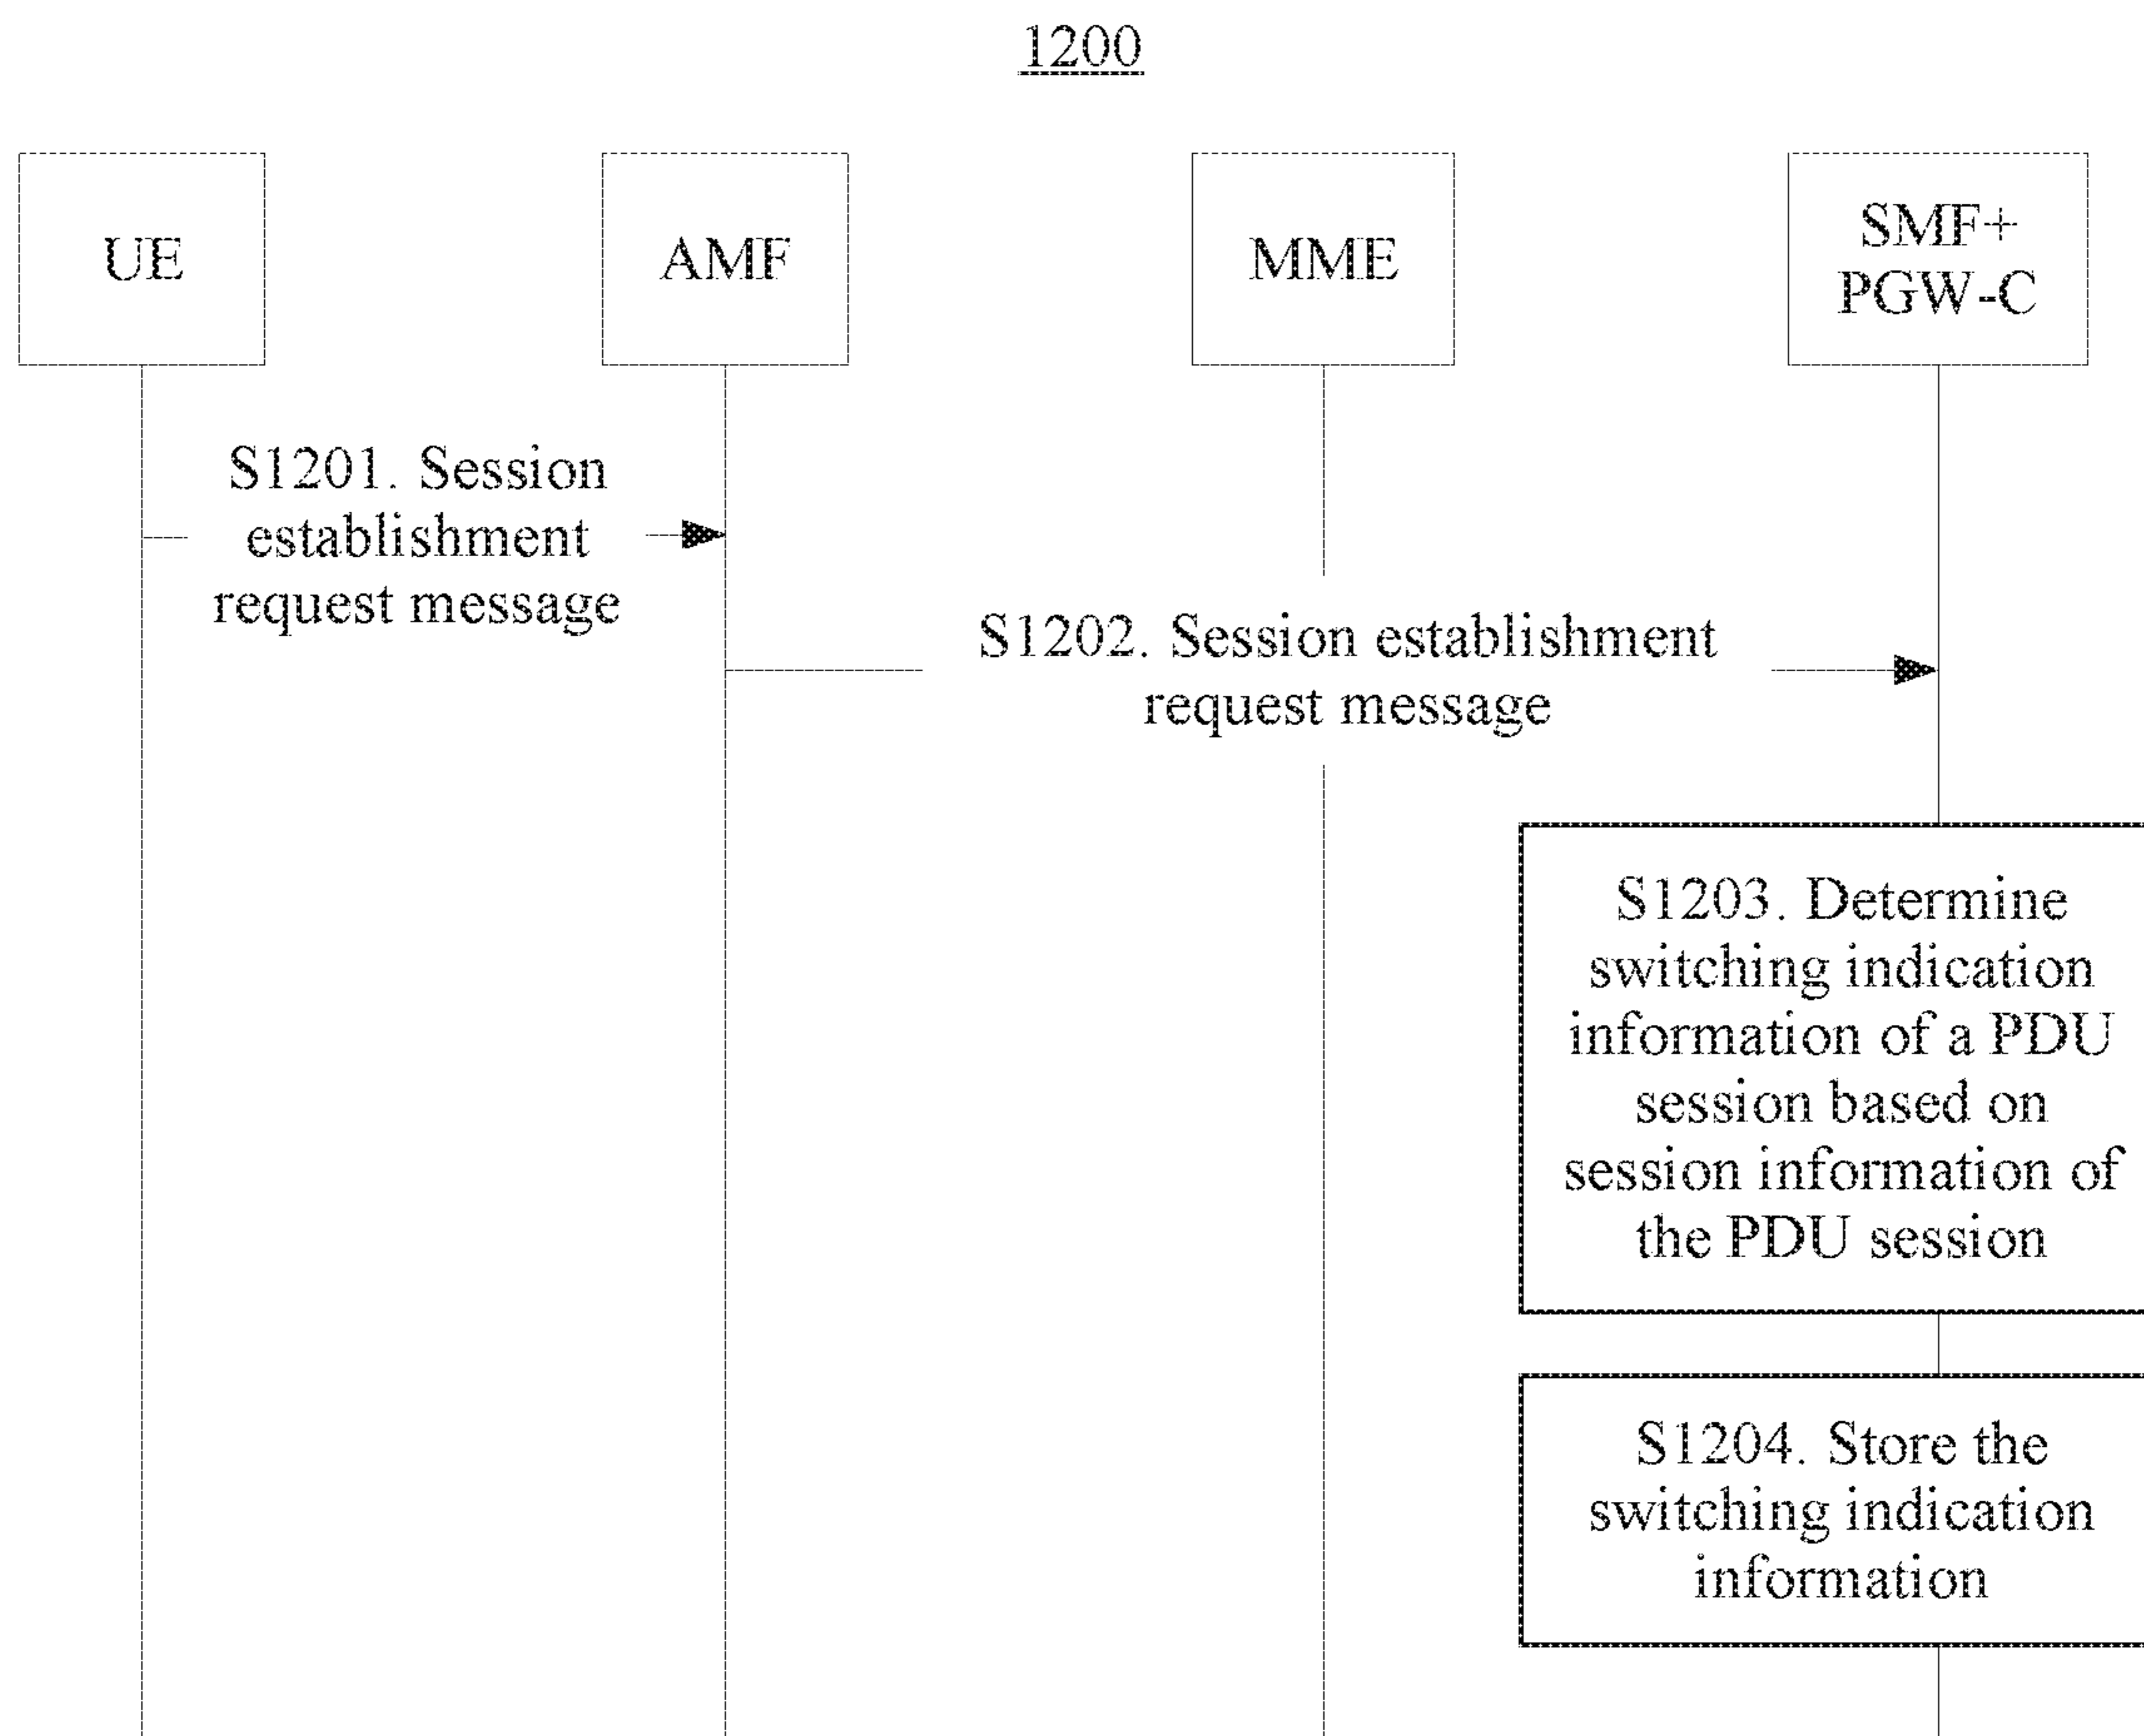 1200
UE
AMF
MME
SMF+
PGW-C
S1201. Session
establishment
request message
S1202. Session establishment
request message
S1203. Determine
switching indication
information of a PDU
session based on
session information of
the PDU session
S1204. Store the
switching indication
information